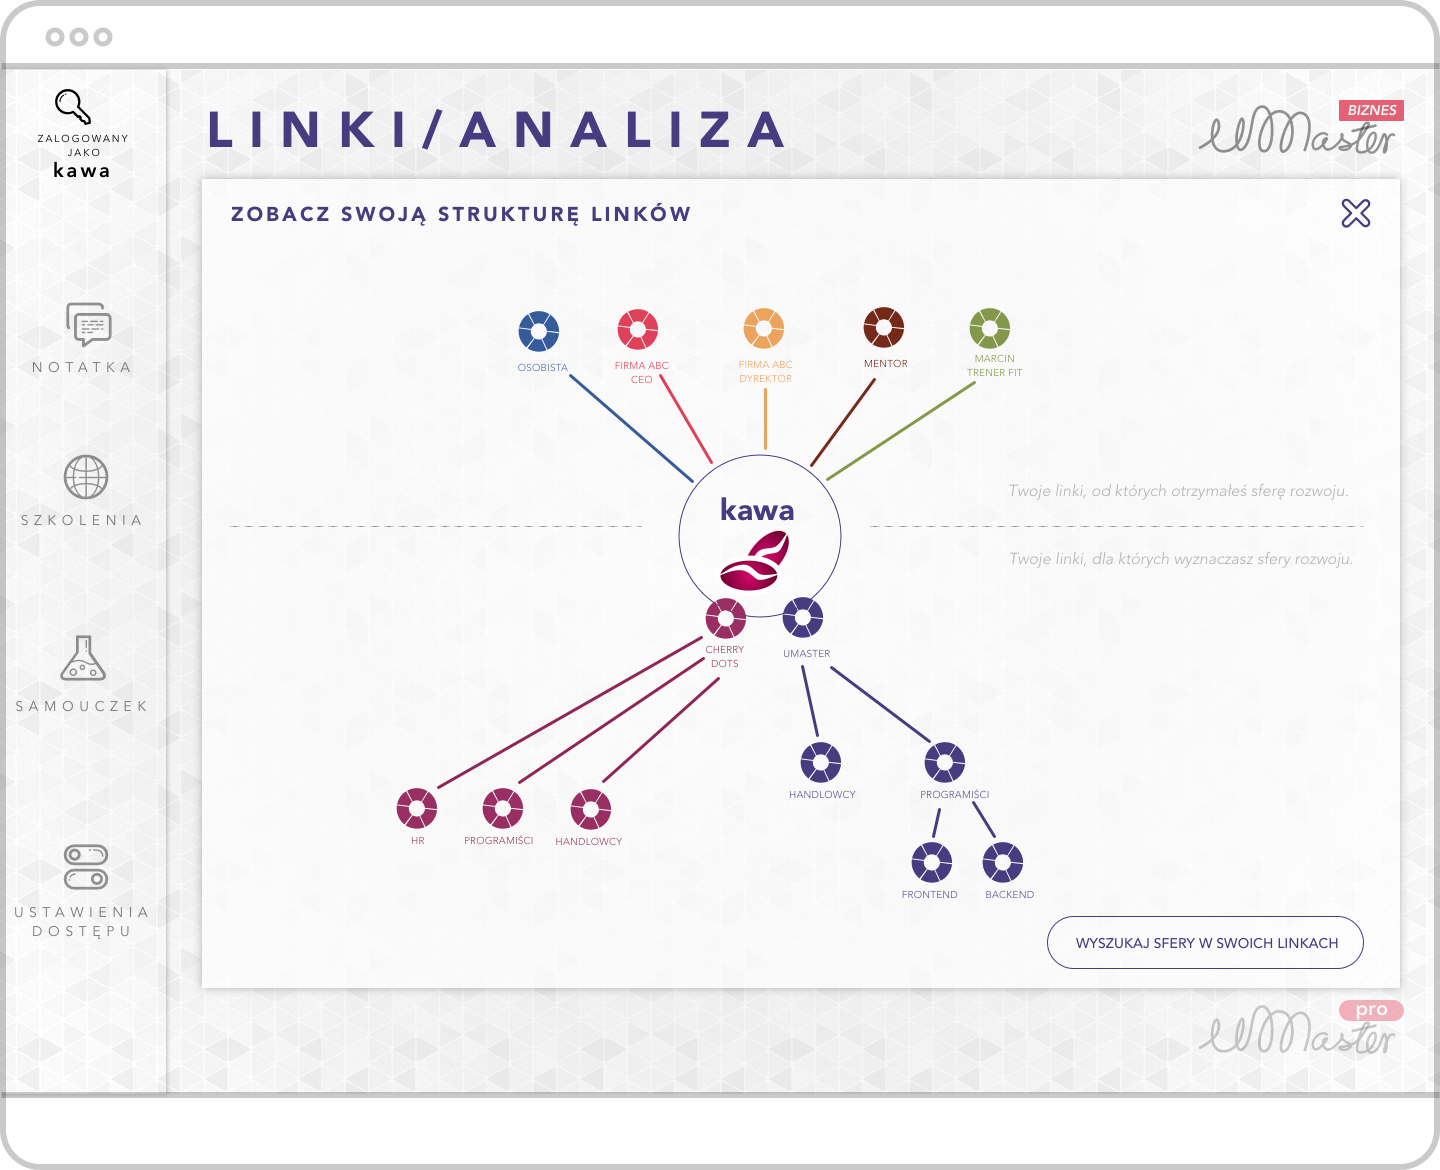 ZALOGOWANY
JAKO
kawa
NOTATKA
SZKOLENIA
SAMOUCZEK
USTAWIENIA
DOSTĘPU
LINKI/ANALIZA
BIZNES
UMaster
ZOBACZ SWOJĄ STRUKTURĘ LINKÓW
OSOBISTA
FIRMA ABC
CEO
FIRMA ABC
DYREKTOR
MENTOR
MARCIN
TRENER FIT
kawa
Twoje linki, od których otrzymałeś sferę rozwoju.
Twoje linki, dla których wyznaczasz sfery rozwoju.
CHERRY
DOTS
UMASTER
HANDLOWCY
PROGRAMIŚCI
HR
PROGRAMIŚCI
HANDLOWCY
FRONTEND
BACKEND
WYSZUKAJ SFERY W SWOICH LINKACH
pro
UMaster